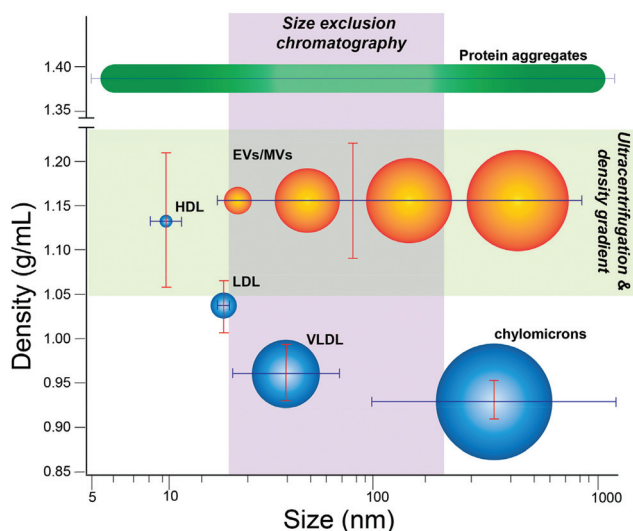 Size exclusion
chromatography
Protein aggregates
1.40
1.35
1.20
1.15
1.10
1.05
1.00
0.95
0.90
0.85
Density (g/mL)
EVs/MVs
HDL
LDL
VLDL
chylomicrons
Ultracentrifugation &
density gradient
5 10 100 1000
Size (nm)